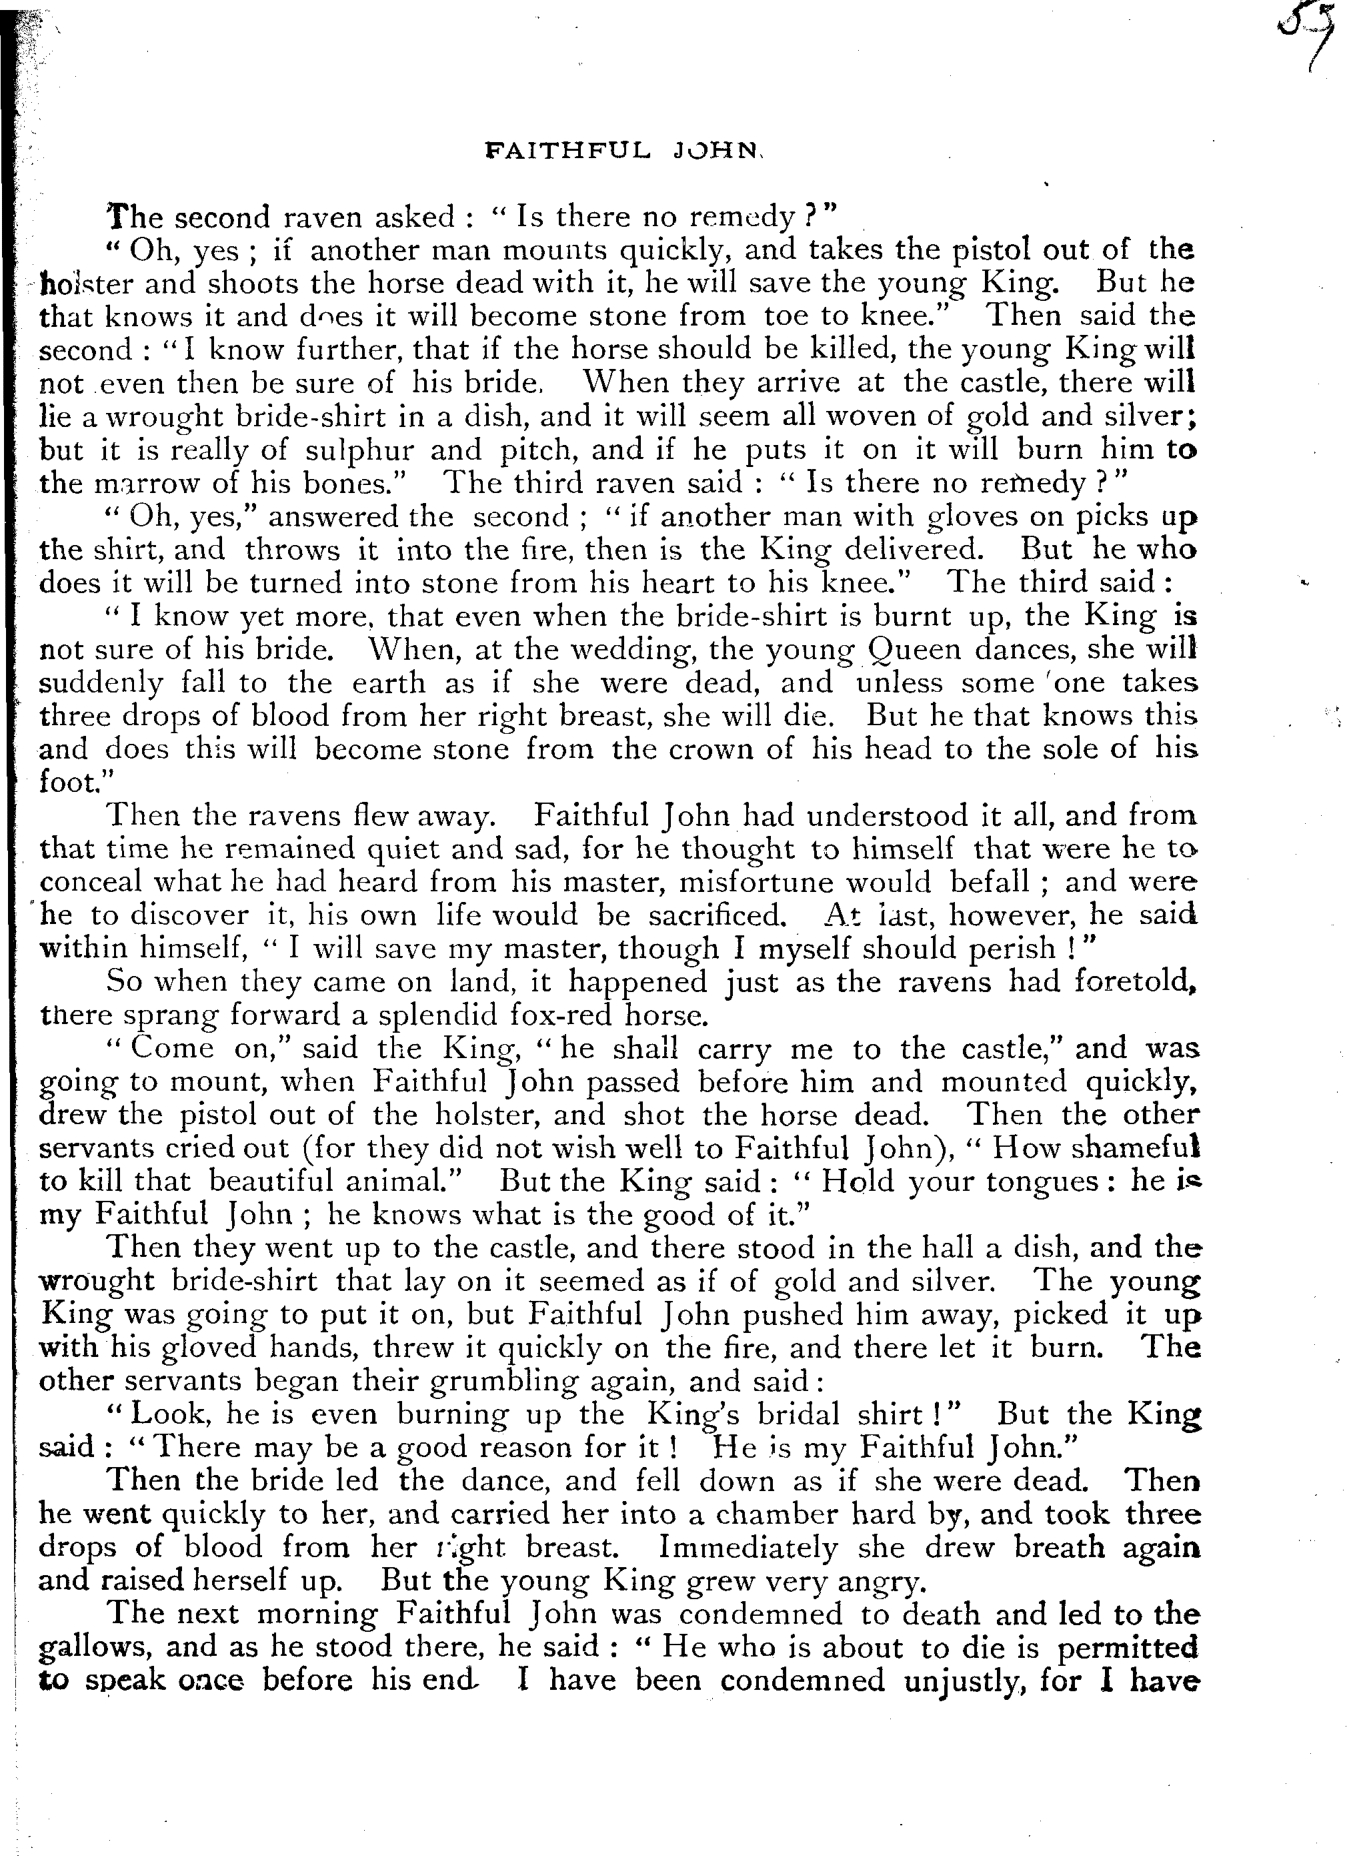 59
FAITHFUL JOHN.
The second raven asked : “ Is there no remedy ? ”
“ Oh, yes ; if another man mounts quickly, and takes the pistol out of the
holster and shoots the horse dead with it, he will save the young King. But he
that knows it and does it will become stone from toe to knee.” Then said the
second : “ I know further, that if the horse should be killed, the young King will
not even then be sure of his bride. When they arrive at the castle, there will
lie a wrought bride-shirt in a dish, and it will seem all woven of gold and silver;
but it is really of sulphur and pitch, and if he puts it on it will burn him to
the marrow of his bones.” The third raven said : “ Is there no remedy ? ”
“ Oh, yes,” answered the second ; “ if another man with gloves on picks up
the shirt, and throws it into the fire, then is the King delivered. But he who
does it will be turned into stone from his heart to his knee.” The third said :
“ I know yet more, that even when the bride-shirt is burnt up, the King is
not sure of his bride. When, at the wedding, the young Queen dances, she will
suddenly fall to the earth as if she were dead, and unless some one takes
three drops of blood from her right breast, she will die. But he that knows this
and does this will become stone from the crown of his head to the sole of his
foot.”
Then the ravens flew away. Faithful John had understood it all, and from
that time he remained quiet and sad, for he thought to himself that were he to
conceal what he had heard from his master, misfortune would befall ; and were
he to discover it, his own life would be sacrificed. At last, however, he said
within himself, “ I will save my master, though I myself should perish ! ”
So when they came on land, it happened just as the ravens had foretold,
there sprang forward a splendid fox-red horse.
“ Come on,” said the King, “ he shall carry me to the castle,” and was
going to mount, when Faithful John passed before him and mounted quickly,
drew the pistol out of the holster, and shot the horse dead. Then the other
servants cried out (for they did not wish well to Faithful John), “ How shameful
to kill that beautiful animal.” But the King said : “ Hold your tongues : he is
my Faithful John ; he knows what is the good of it.”
Then they went up to the castle, and there stood in the hall a dish, and the
wrought bride-shirt that lay on it seemed as if of gold and silver. The young
King was going to put it on, but Faithful John pushed him away, picked it up
with his gloved hands, threw it quickly on the fire, and there let it burn. The
other servants began their grumbling again, and said :
“ Look, he is even burning up the King’s bridal shirt ! ” But the King
said : “ There may be a good reason for it ! He is my Faithful John.”
Then the bride led the dance, and fell down as if she were dead. Then
he went quickly to her, and carried her into a chamber hard by, and took three
drops of blood from her right breast. Immediately she drew breath again
and raised herself up. But the young King grew very angry.
The next morning Faithful John was condemned to death and led to the
gallows, and as he stood there, he said : “ He who is about to die is permitted
to speak once before his end. I have been condemned unjustly, for I have